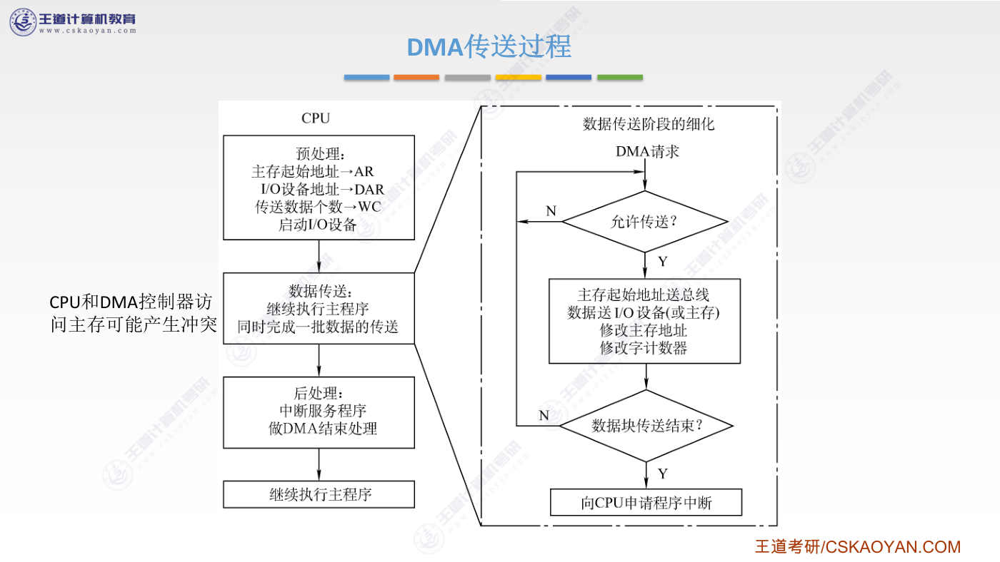 王道计算机教育
www.cskaoyan.com
DMA传送过程
CPU
预处理：
主存起始地址→AR
I/O设备地址→DAR
传送数据个数→WC
启动I/O设备
数据传送：
继续执行主程序
同时完成一批数据的传送
后处理：
中断服务程序
做DMA结束处理
继续执行主程序
CPU和DMA控制器访
问主存可能产生冲突
数据传送阶段的细化
DMA请求
允许传送？
N
Y
主存起始地址送总线
数据送 I/O 设备(或主存)
修改主存地址
修改字计数器
数据块传送结束？
N
Y
向CPU申请程序中断
王道考研/CSKAOYAN.COM